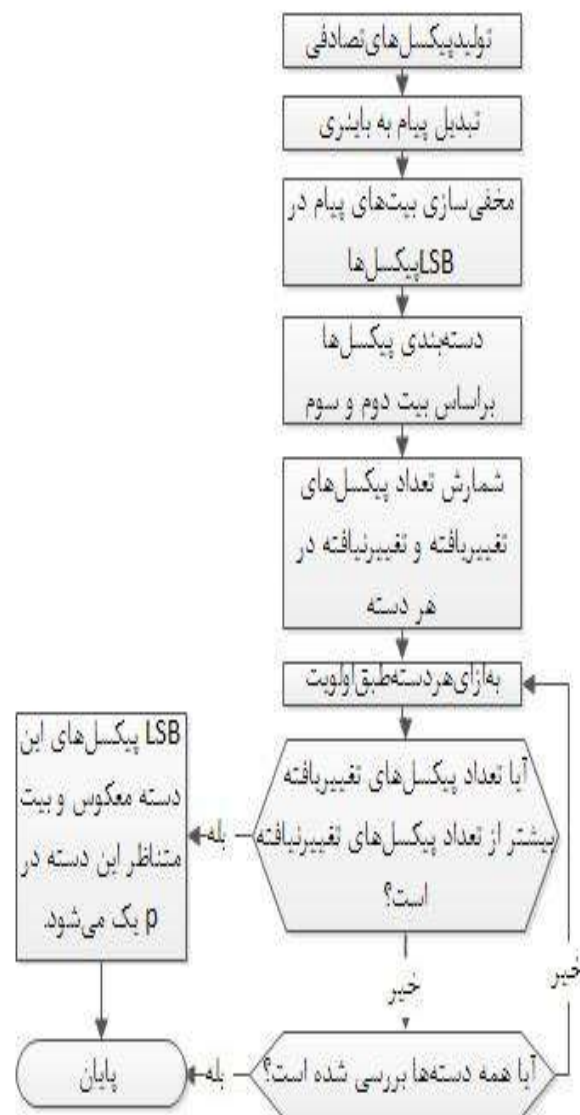 تولیدپیکسل‌های‌تصادفی
تبدیل پیام به باینری
مخفی‌سازی بیت‌های پیام در
LSBپیکسل‌ها
دسته‌بندی پیکسل‌ها
براساس بیت دوم و سوم
شمارش تعداد پیکسل‌های
تغییریافته و تغییرنیافته در
هر دسته
به‌ازای‌هردسته‌طبق‌اولویت
آیا تعداد پیکسل‌های تغییریافته
بیشتر از تعداد پیکسل‌های تغییرنیافته
است؟
بله
LSB پیکسل‌های این
دسته معکوس و بیت
متناظر این دسته در
p یک می‌شود.
خیر
خیر
آیا همه دسته‌ها بررسی شده است؟
بله
پایان